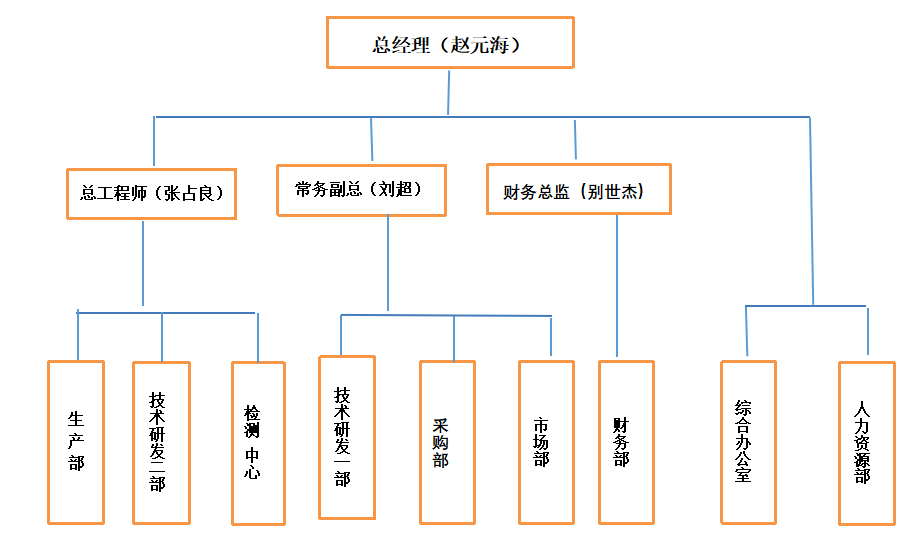 总经理（赵元海）
总工程师（张占良）
常务副总（刘超）
财务总监（别世杰）
生产部
技术研发二部
检测 中心
技术研发一部
采购部
市场部
财务部
综合办公室
人力资源部